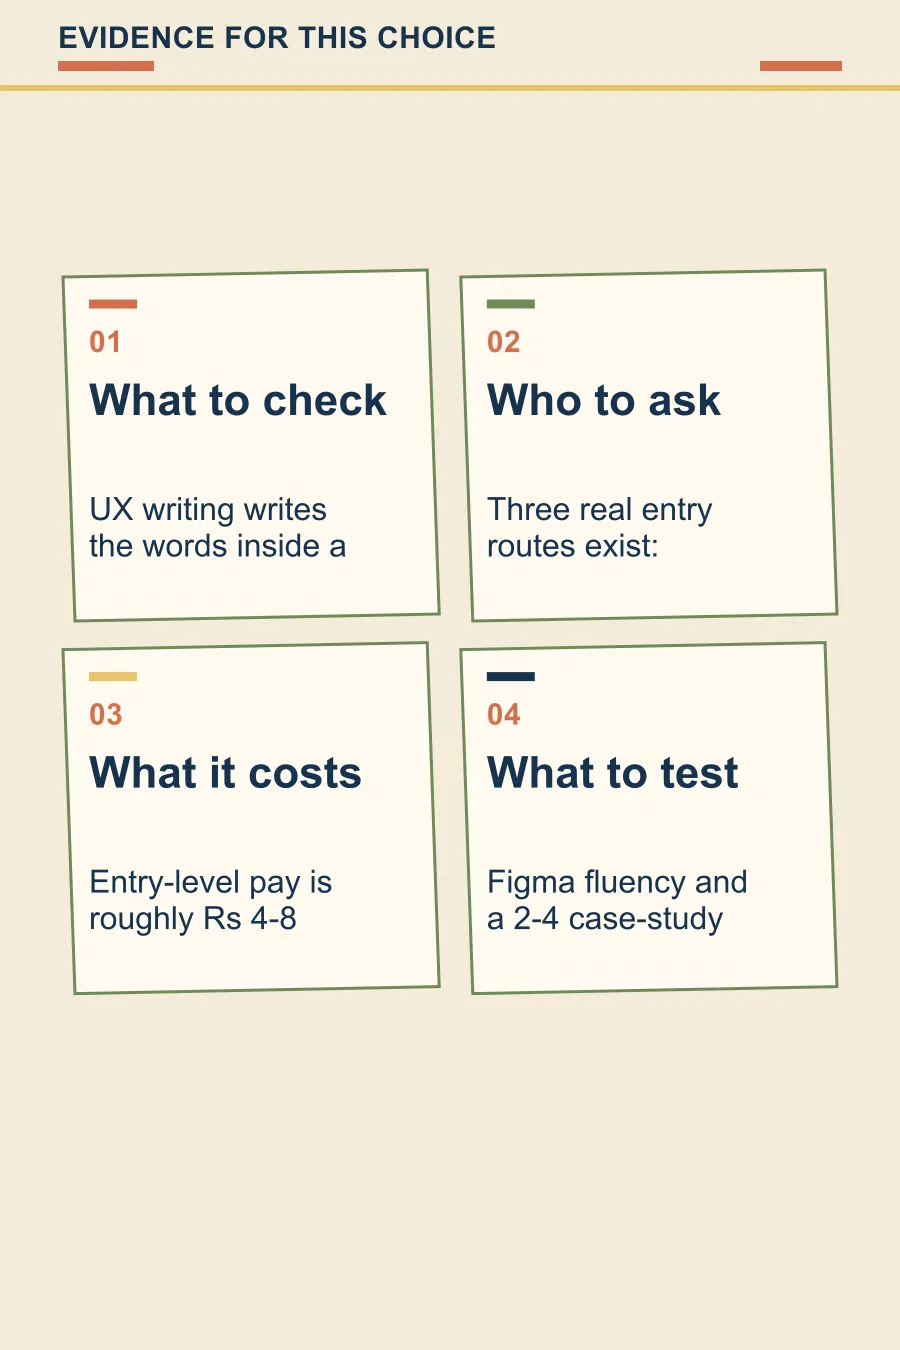 EVIDENCE FOR THIS CHOICE
01
What to check
UX writing writes
the words inside a
02
Who to ask
Three real entry
routes exist:
03
What it costs
Entry-level pay is
roughly Rs 4-8
04
What to test
Figma fluency and
a 2-4 case-study